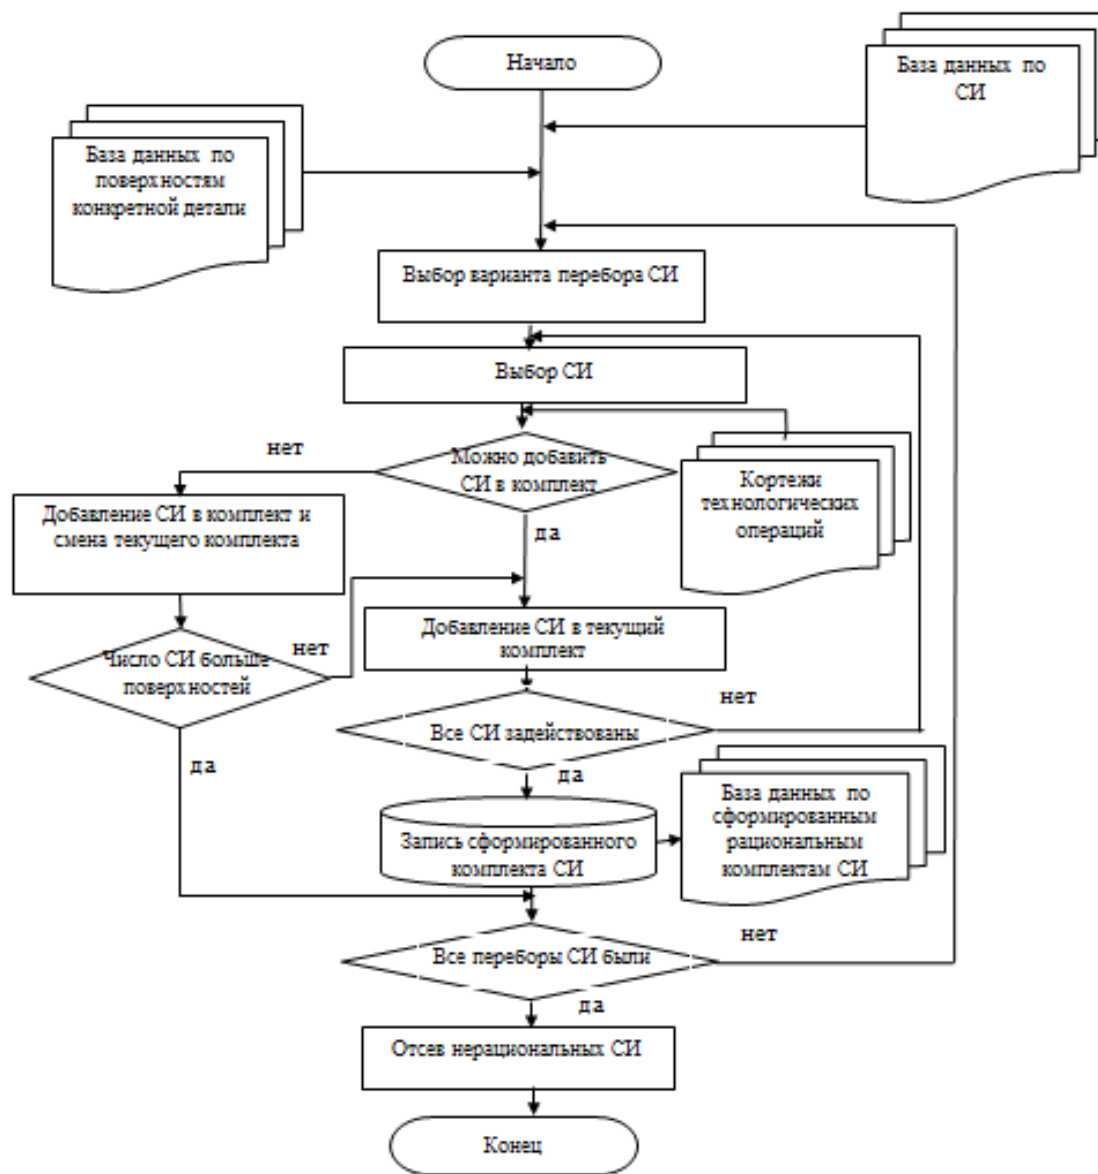 Начало
База данных по
СИ
База данных по
поверхностям
конкретной детали
Выбор варианта перебора СИ
Выбор СИ
нет
Можно добавить
СИ в комплект
Кортежи
технологических
операций
Добавление СИ в комплект и
смена текущего комплекта
да
Добавление СИ в текущий
комплект
Число СИ больше
поверхностей
нет
нет
Все СИ задействованы
да
да
База данных по
сформированным
рациональным
комплектам СИ
Запись сформированного
комплекта СИ
нет
Все переборы СИ были
да
Отсев нерациональных СИ
Конец